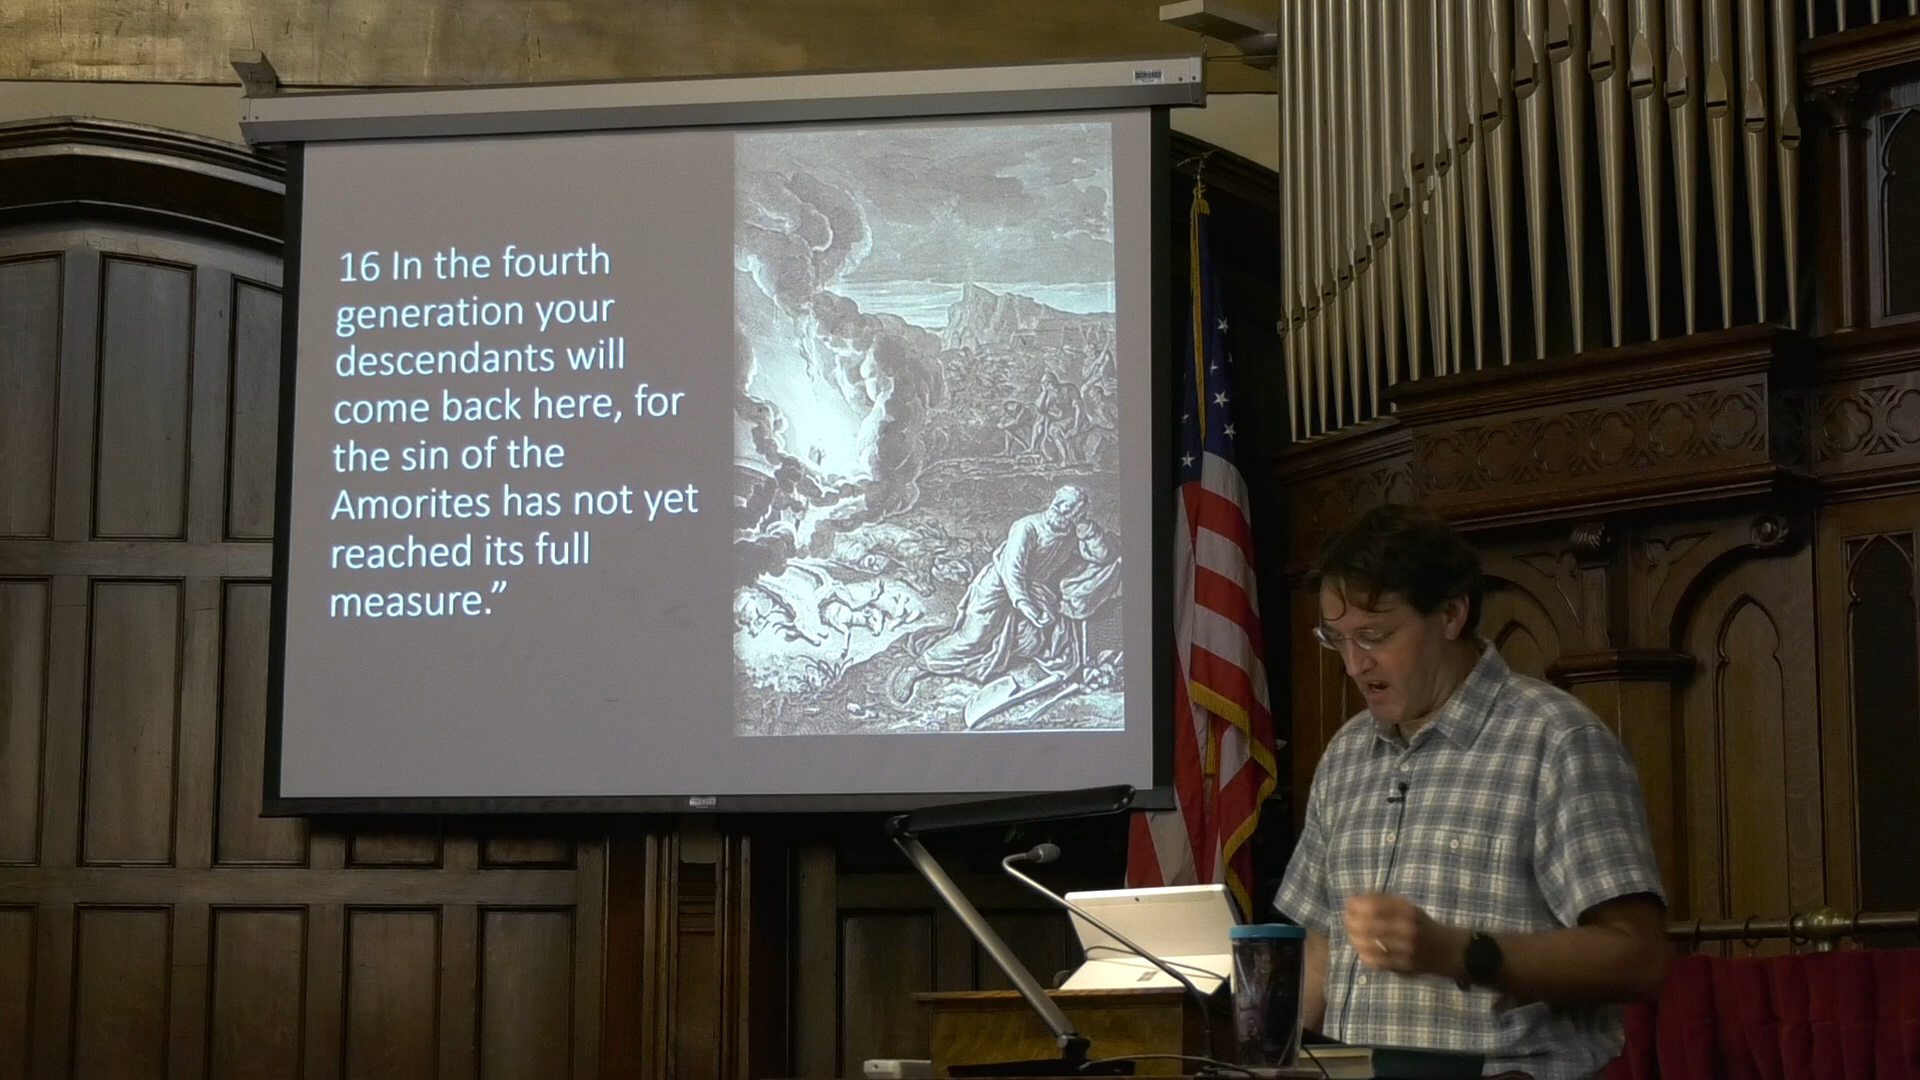 16 In the fourth
generation your
descendants will
come back here, for
the sin of the
Amorites has not yet
reached its full
measure.”